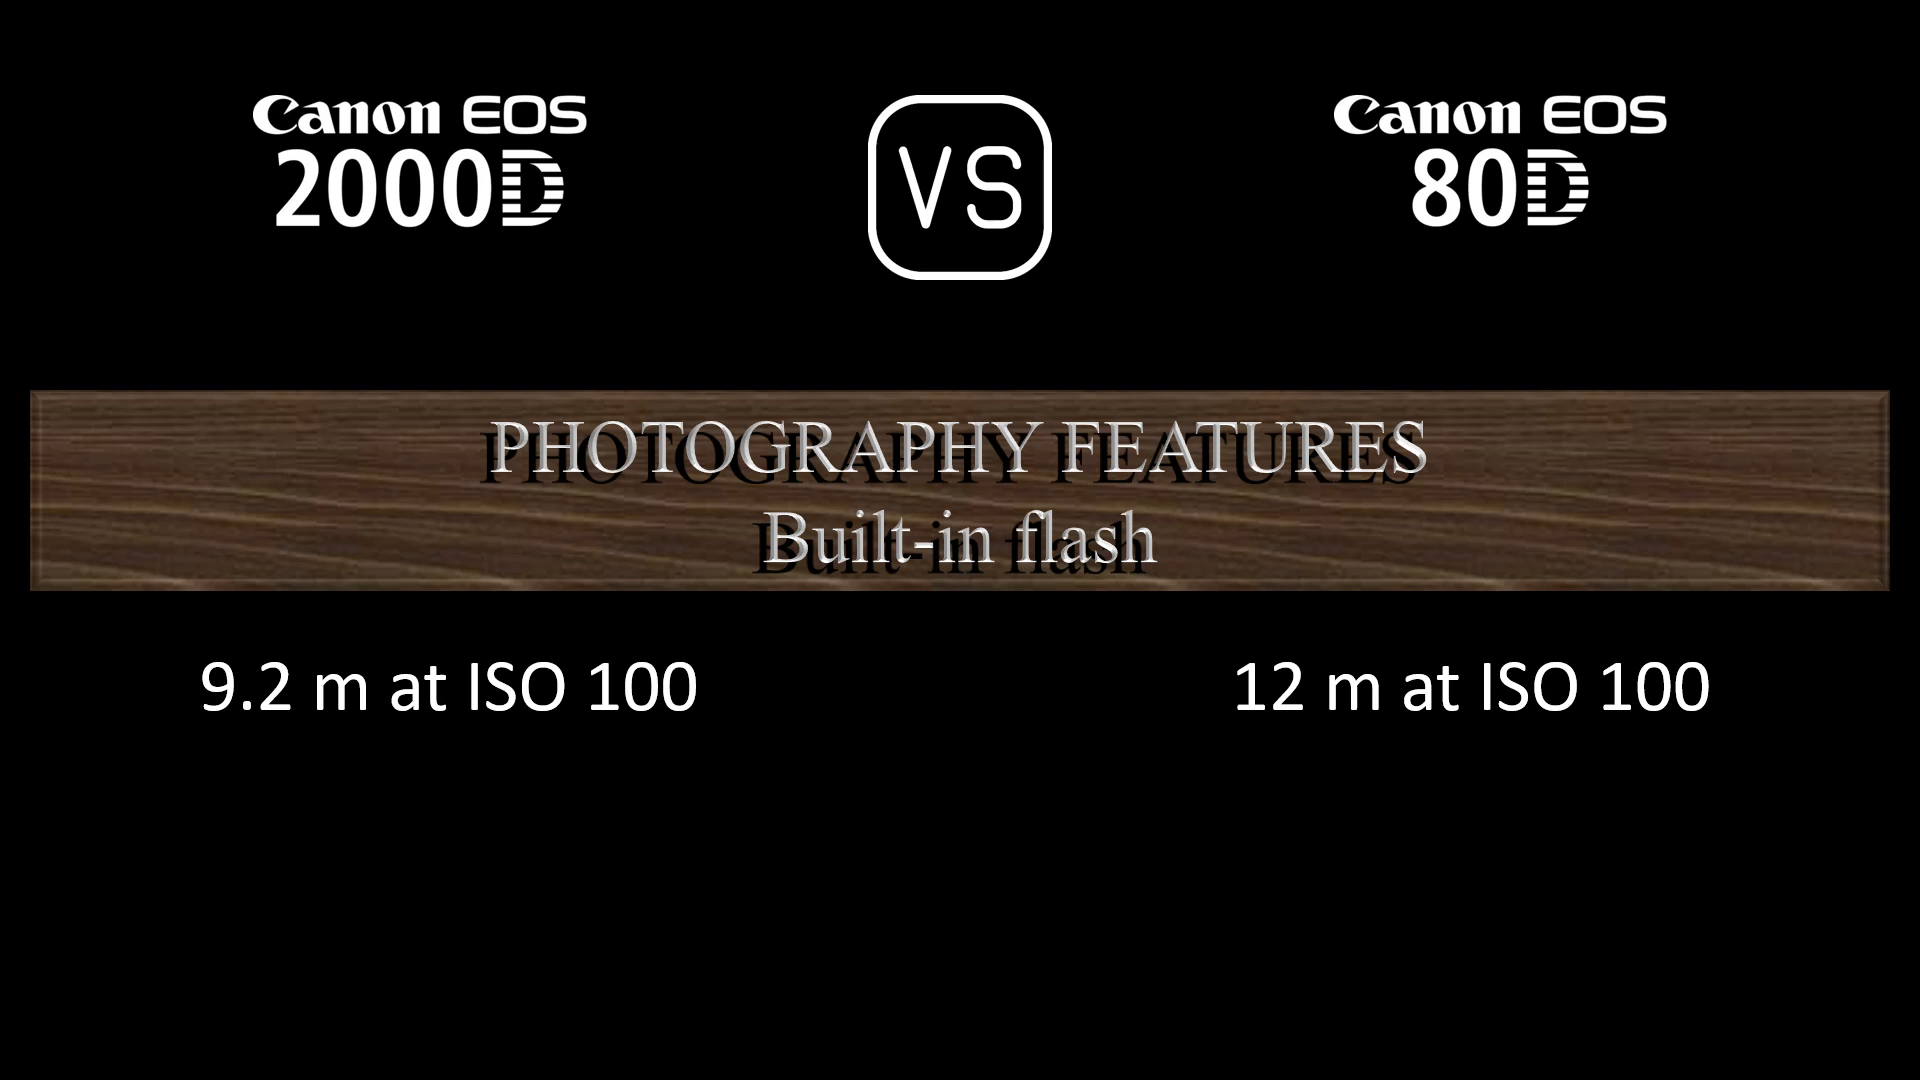 Canon EOS
2000D
VS
Canon EOS
80D
PHOTOGRAPHY FEATURES
Built-in flash
9.2 m at ISO 100
12 m at ISO 100